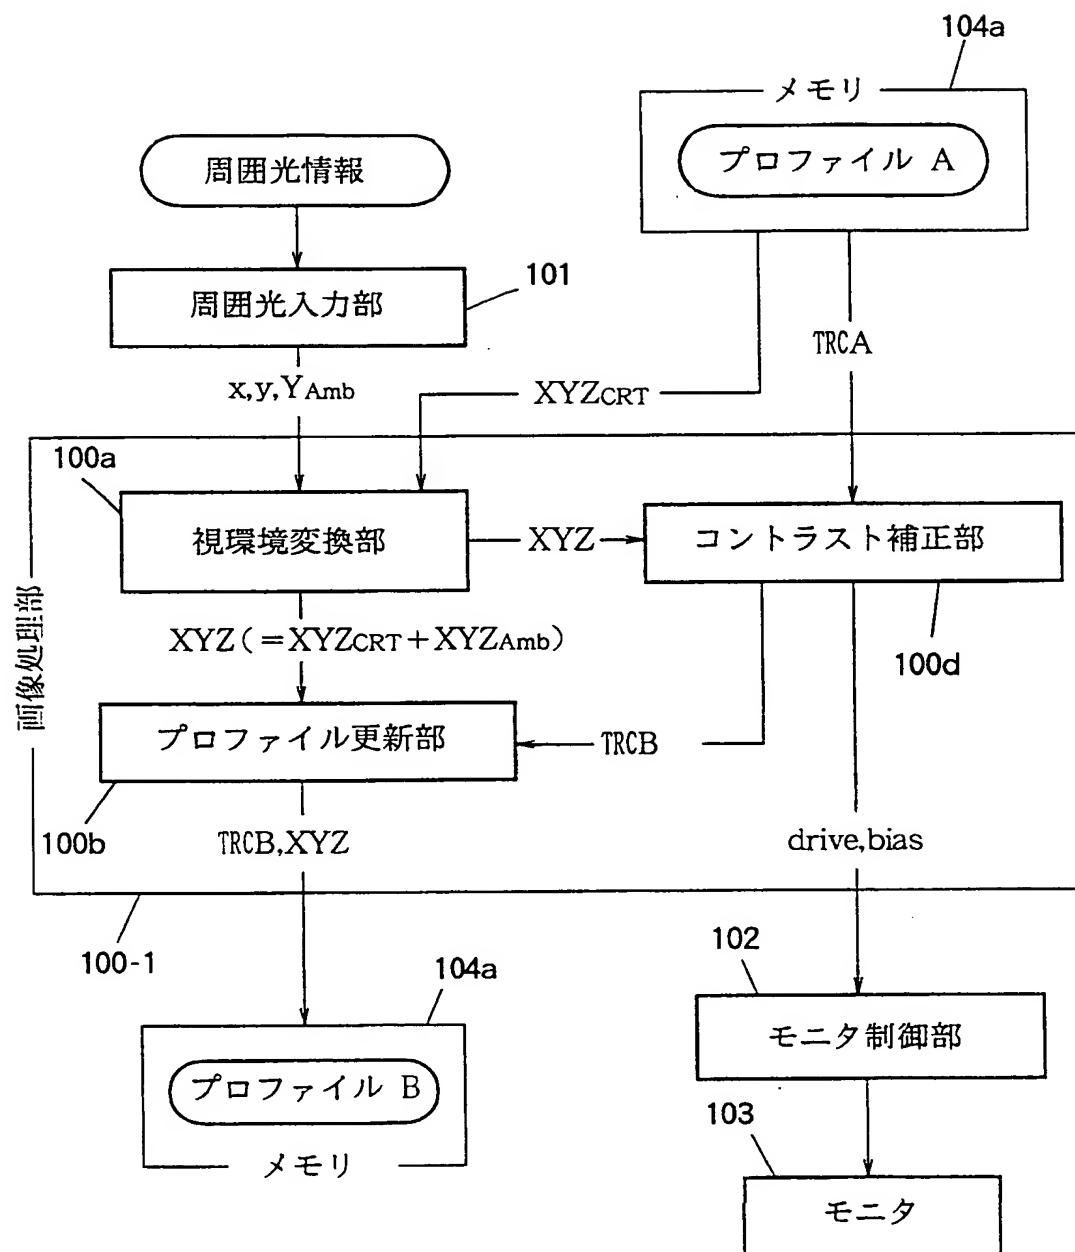 104a
メモリ
プロファイル A
周囲光情報
101
周囲光入力部
TRCA
x,y,YAmb
XYZCRT
100a
視環境変換部
XYZ
コントラスト補正部
画像処理部
XYZ(=XYZCRT+XYZAmb)
100d
プロファイル更新部
TRCB
100b
TRCB,XYZ
drive,bias
100-1
104a
102
プロファイル B
メモリ
モニタ制御部
103
モニタ